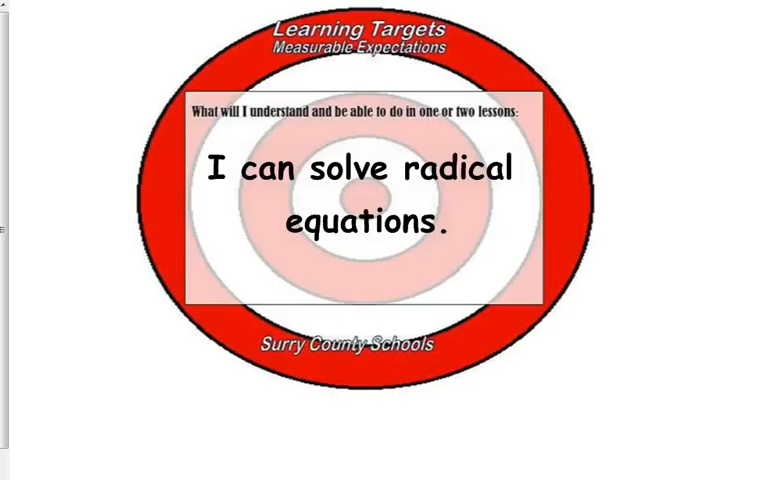 Learning Targets
Measurable Expectations
What will I understand and be able to do in one or two lessons:
I can solve radical
equations.
Surry County Schools